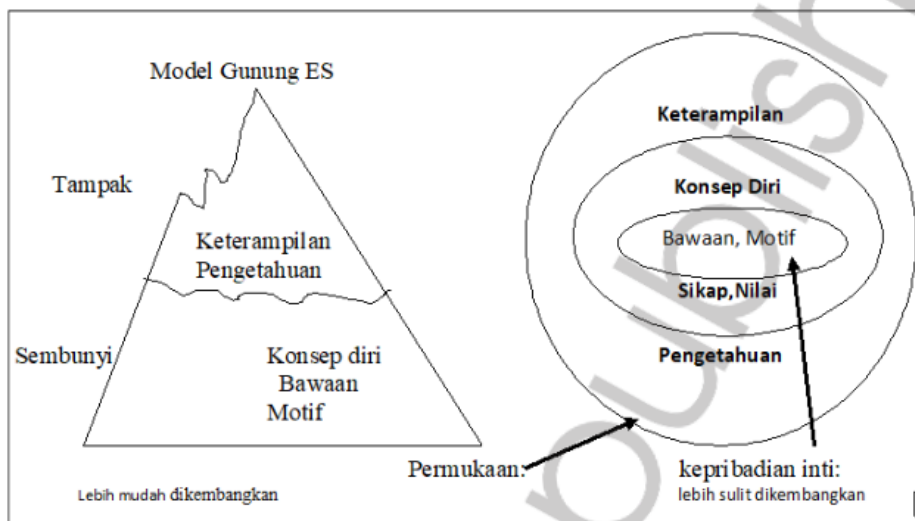 Model Gunung ES
Tampak
Keterampilan
Pengetahuan
Sembunyi
Konsep diri
Bawaan
Motif
Lebih mudah dikembangkan
Keterampilan
Konsep Diri
Bawaan, Motif
Sikap,Nilai
Pengetahuan
Permukaan:
kepribadian inti:
lebih sulit dikembangkan
publish